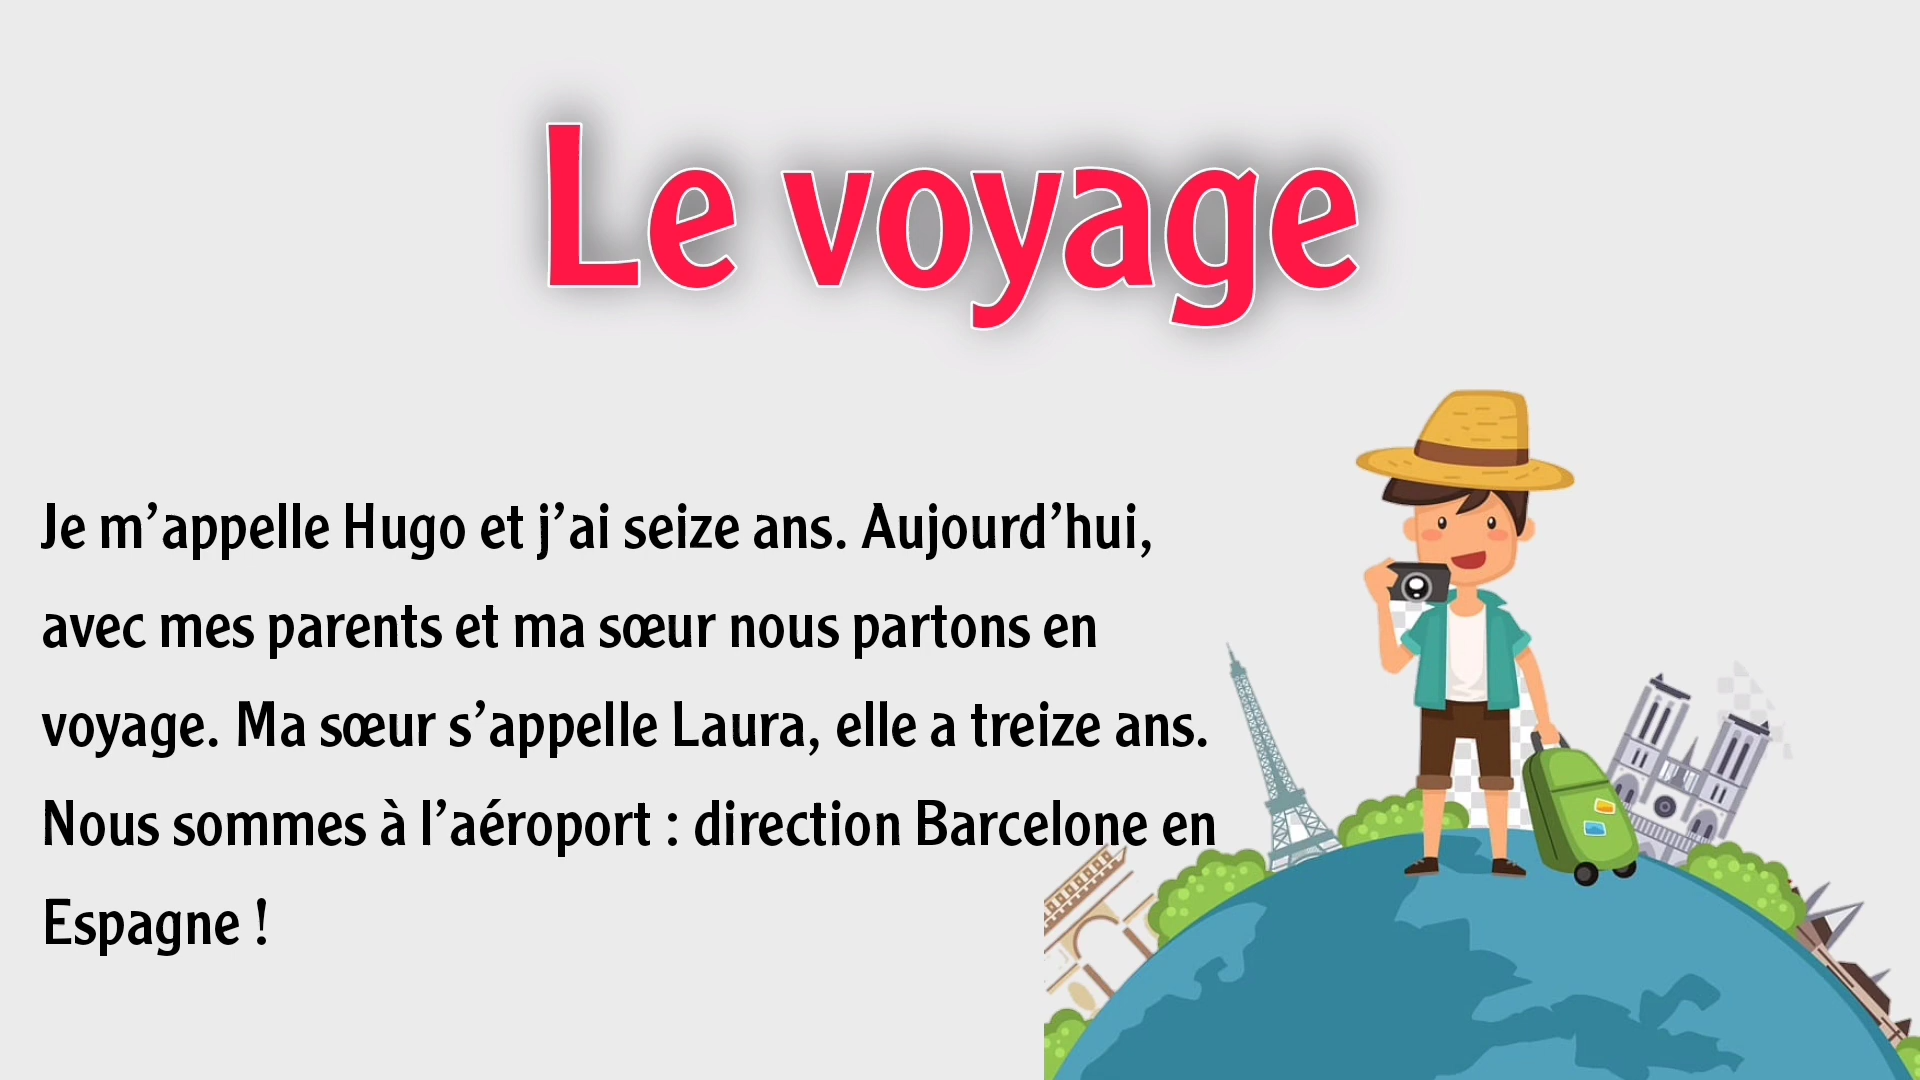 Le voyage
Je m’appelle Hugo et j’ai seize ans. Aujourd’hui,
avec mes parents et ma sœur nous partons en
voyage. Ma sœur s’appelle Laura, elle a treize ans.
Nous sommes à l’aéroport : direction Barcelone en
Espagne !